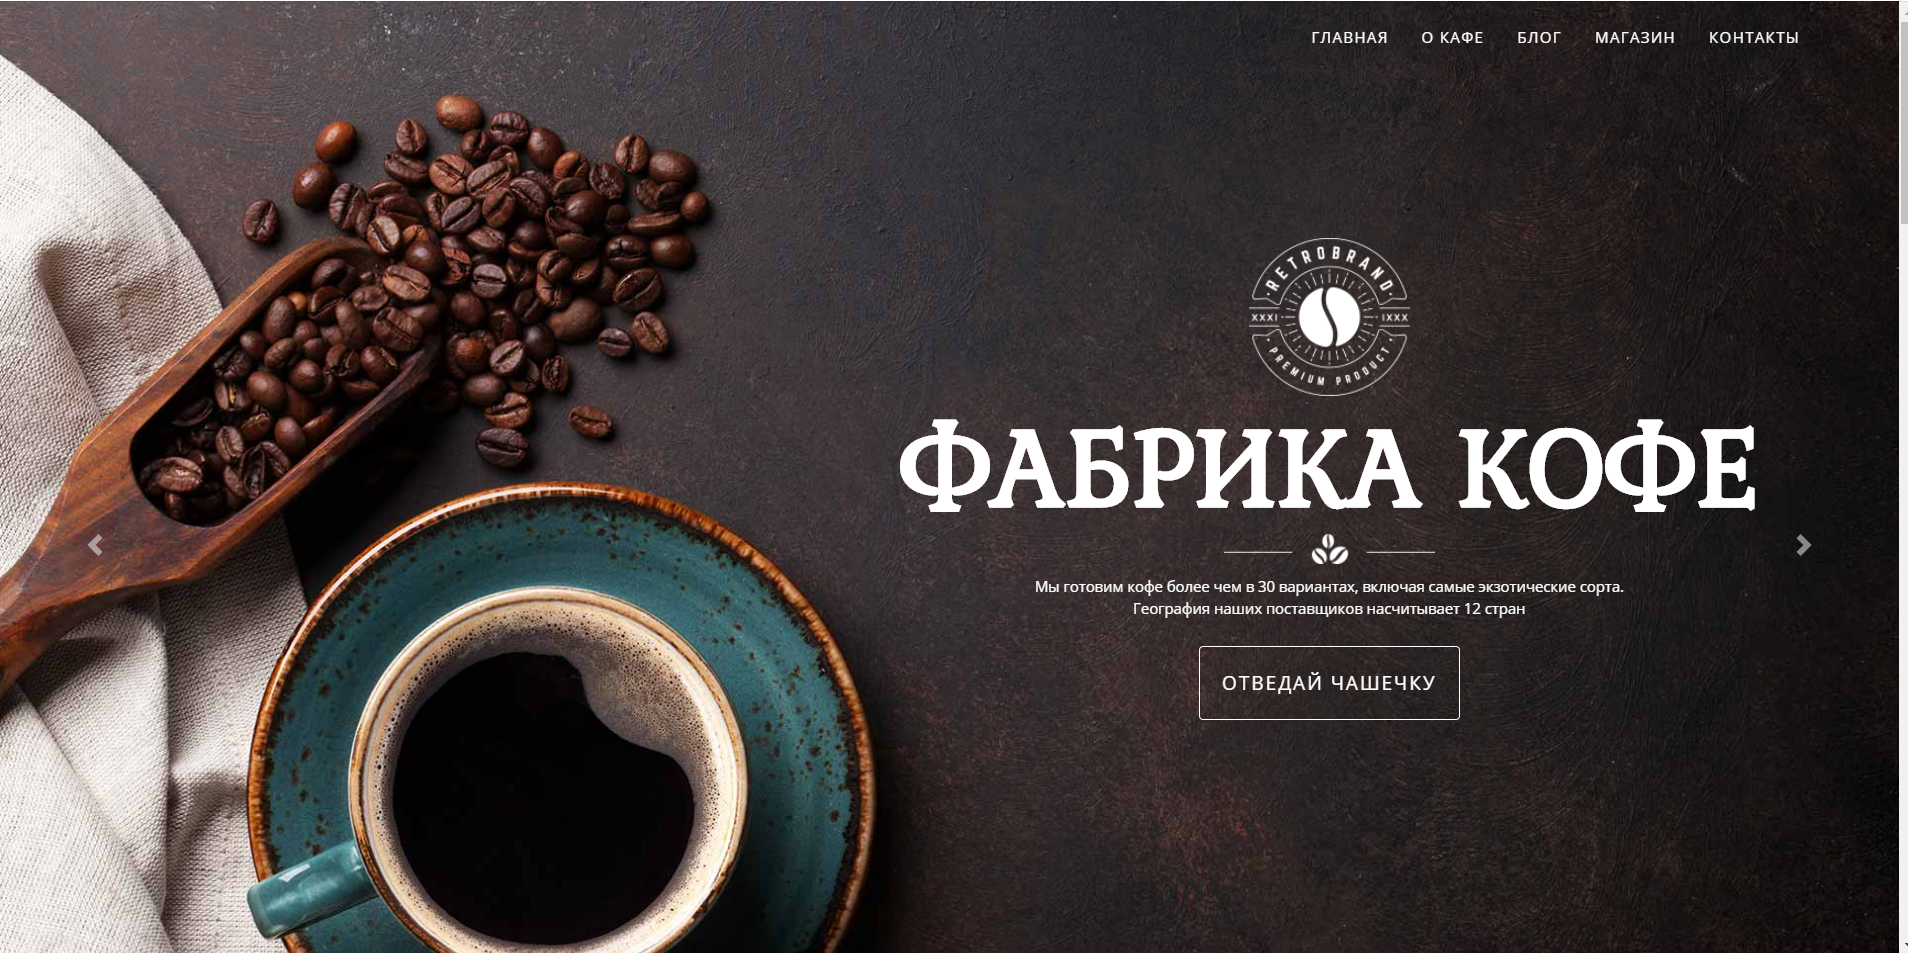 ГЛАВНАЯ О КАФЕ БЛОГ МАГАЗИН КОНТАКТЫ
RETROBRAND
XXXI IXXX
PREMIUM PRODUCT
ФАБРИКА КОФЕ
Мы готовим кофе более чем в 30 вариантах, включая самые экзотические сорта.
География наших поставщиков насчитывает 12 стран
ОТВЕДАЙ ЧАШЕЧКУ